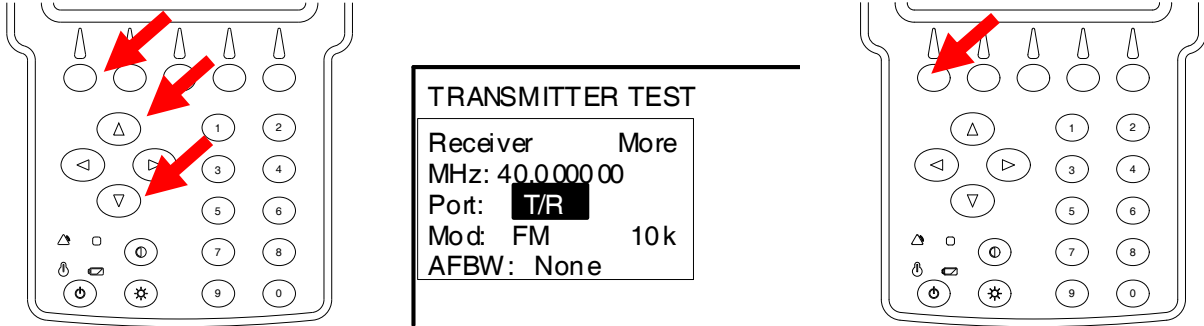 1 2
3 4
5 6
7 8
9 0
TRANSMITTER TEST
Receiver More
MHz: 40.000000
Port: T/R
Mod: FM 10k
AFBW: None
1 2
3 4
5 6
7 8
9 0